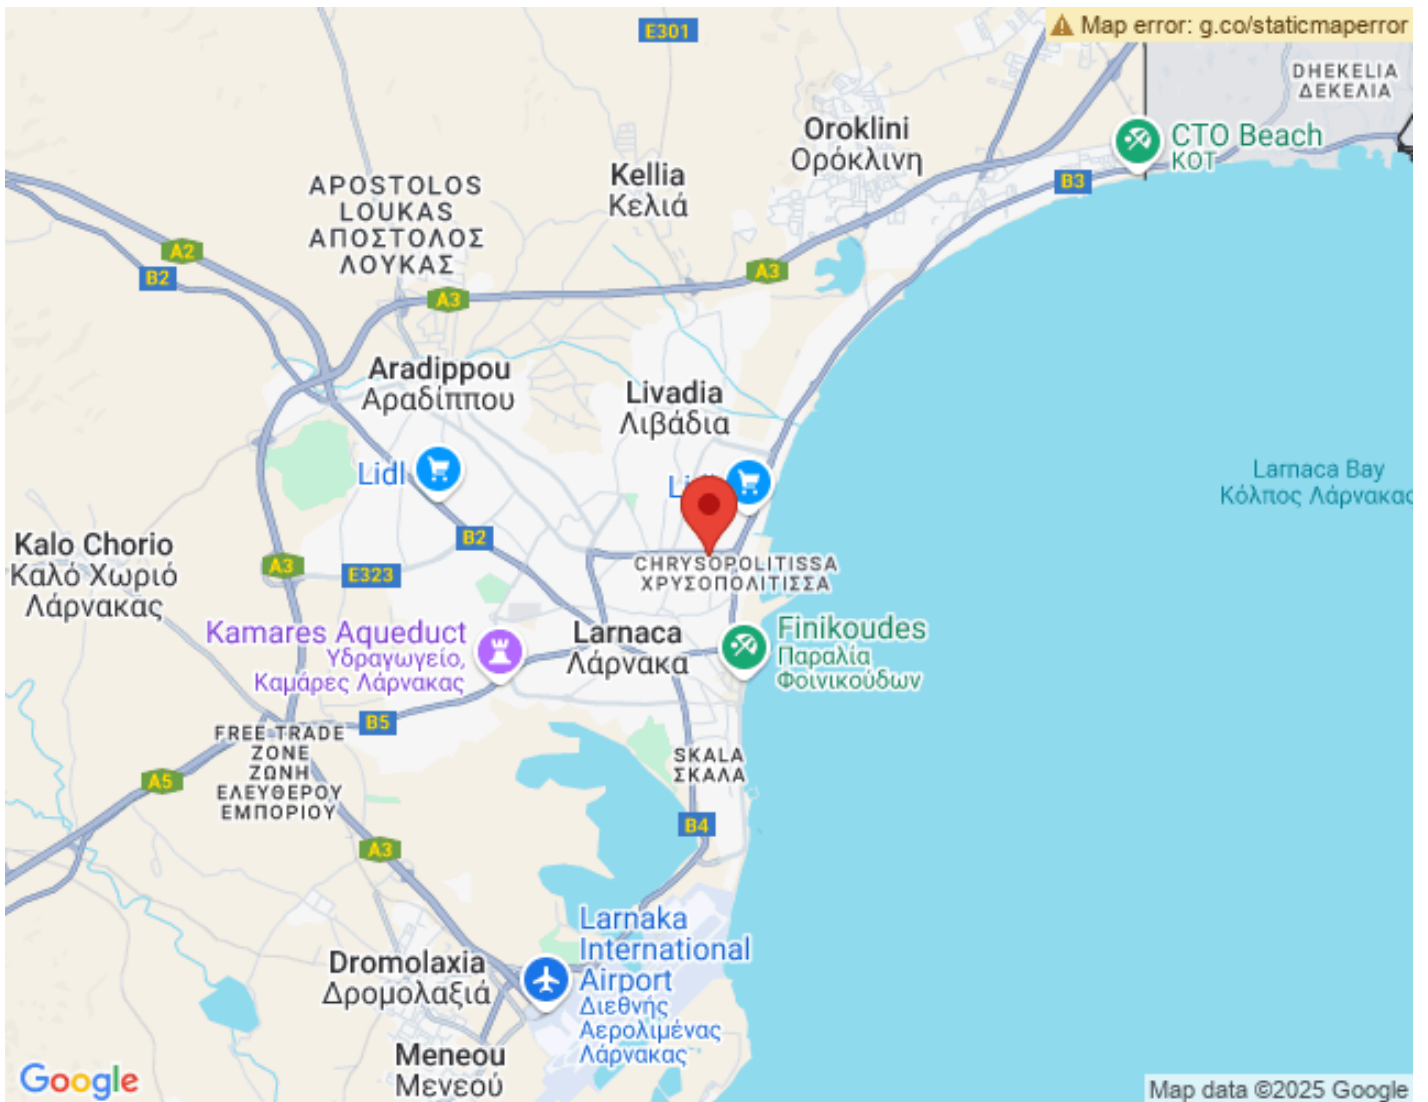 E301
Map error: g.co/staticmaperror
DHEKELIA
ΔΕΚΕΛΙΑ
Oroklini
Ορόκλινη
CTO Beach
ΚΟΤ
Kellia
Κελιά
B3
APOSTOLOS
LOUKAS
ΑΠΟΣΤΟΛΟΣ
ΛΟΥΚΑΣ
A2
B2
A3
A3
Aradippou
Αραδίππου
Livadia
Λιβάδια
Lidl
Larnaca Bay
Κόλπος Λάρνακας
B2
Kalo Chorio
Καλό Χωριό
Λάρνακας
A3
E323
CHRYSOPOLITISSA
ΧΡΥΣΟΠΟΛΙΤΙΣΣΑ
Kamares Aqueduct
Υδραγωγείο,
Καμάρες Λάρνακας
Larnaca
Λάρνακα
Finikoudes
Παραλία
Φοινικούδων
B5
FREE TRADE
ZONE
ΖΩΝΗ
ΕΛΕΥΘΕΡΟΥ
ΕΜΠΟΡΙΟΥ
SKALA
ΣΚΑΛΑ
A5
B4
A3
Larnaka
International
Airport
Διεθνής
Αερολιμένας
Λάρνακας
Dromolaxia
Δρομολαξιά
Meneou
Μενεού
Google
Map data ©2025 Google